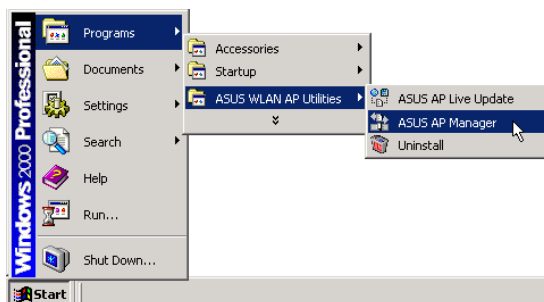 Windows 2000 Professional
Programs
Documents
Settings
Search
Help
Run...
Shut Down...
Start
Accessories
Startup
ASUS WLAN AP Utilities
ASUS AP Live Update
ASUS AP Manager
Uninstall